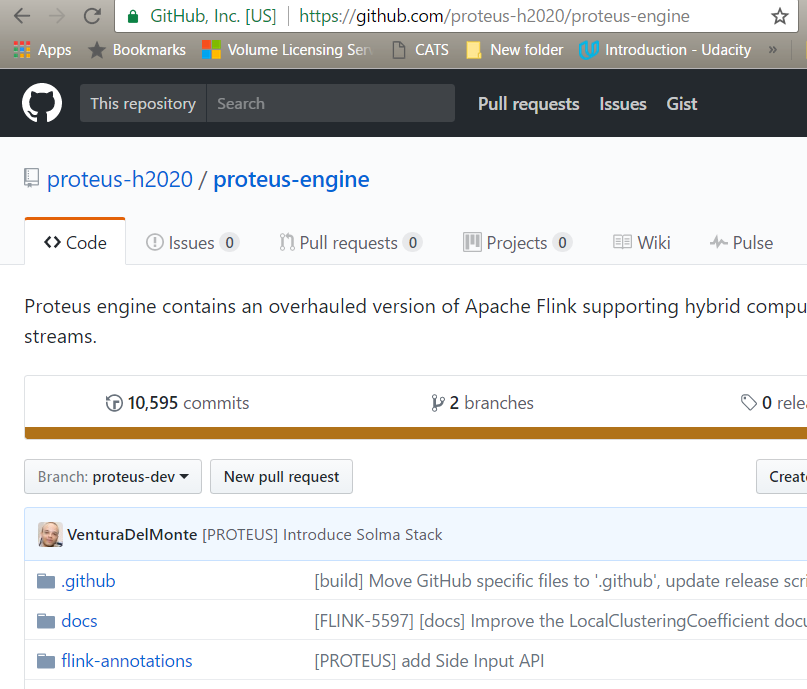 GitHub, Inc. [US] https://github.com/proteus-h2020/proteus-engine
Apps Bookmarks Volume Licensing Serv CATS New folder Introduction - Udacity »
This repository Search Pull requests Issues Gist
proteus-h2020 / proteus-engine
Code Issues 0 Pull requests 0 Projects 0 Wiki Pulse
Proteus engine contains an overhauled version of Apache Flink supporting hybrid compu
streams.
10,595 commits 2 branches 0 relea
Branch: proteus-dev New pull request Create
VenturaDelMonte [PROTEUS] Introduce Solma Stack
.github [build] Move GitHub specific files to '.github', update release scri
docs [FLINK-5597] [docs] Improve the LocalClusteringCoefficient docu
flink-annotations [PROTEUS] add Side Input API